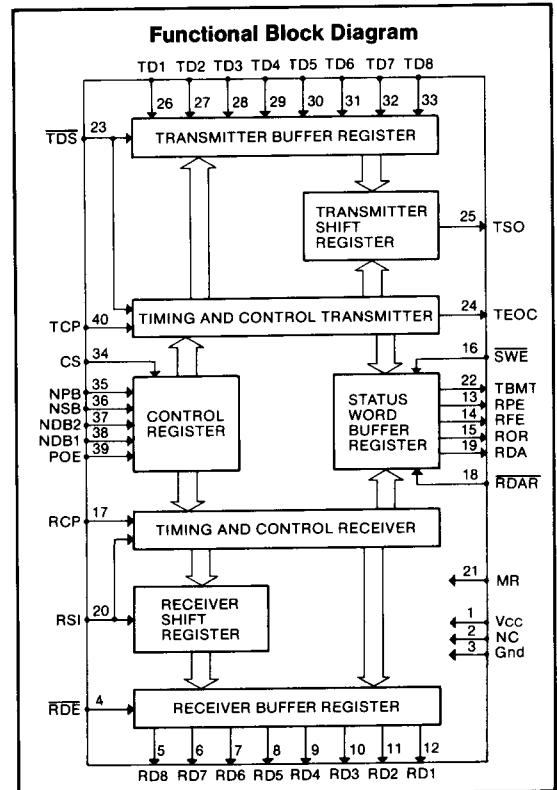 Functional Block Diagram
TD1 TD2 TD3 TD4 TD5 TD6 TD7 TD8
26 27 28 29 30 31 32 33
TDS 23
TRANSMITTER BUFFER REGISTER
TRANSMITTER
SHIFT
REGISTER
25 TSO
TIMING AND CONTROL TRANSMITTER
24 TEOC
TCP 40
CS 34
NPB 35
NSB 36
NDB2 37
NDB1 38
POE 39
CONTROL
REGISTER
STATUS
WORD
BUFFER
REGISTER
16 SWE
22 TBMT
13 RPE
14 RFE
15 ROR
19 RDA
18 RDAR
RCP 17
TIMING AND CONTROL RECEIVER
RSI 20
RECEIVER
SHIFT
REGISTER
21 MR
1 Vcc
2 NC
3 Gnd
RDE 4
RECEIVER BUFFER REGISTER
5 6 7 8 9 10 11 12
RD8 RD7 RD6 RD5 RD4 RD3 RD2 RD1